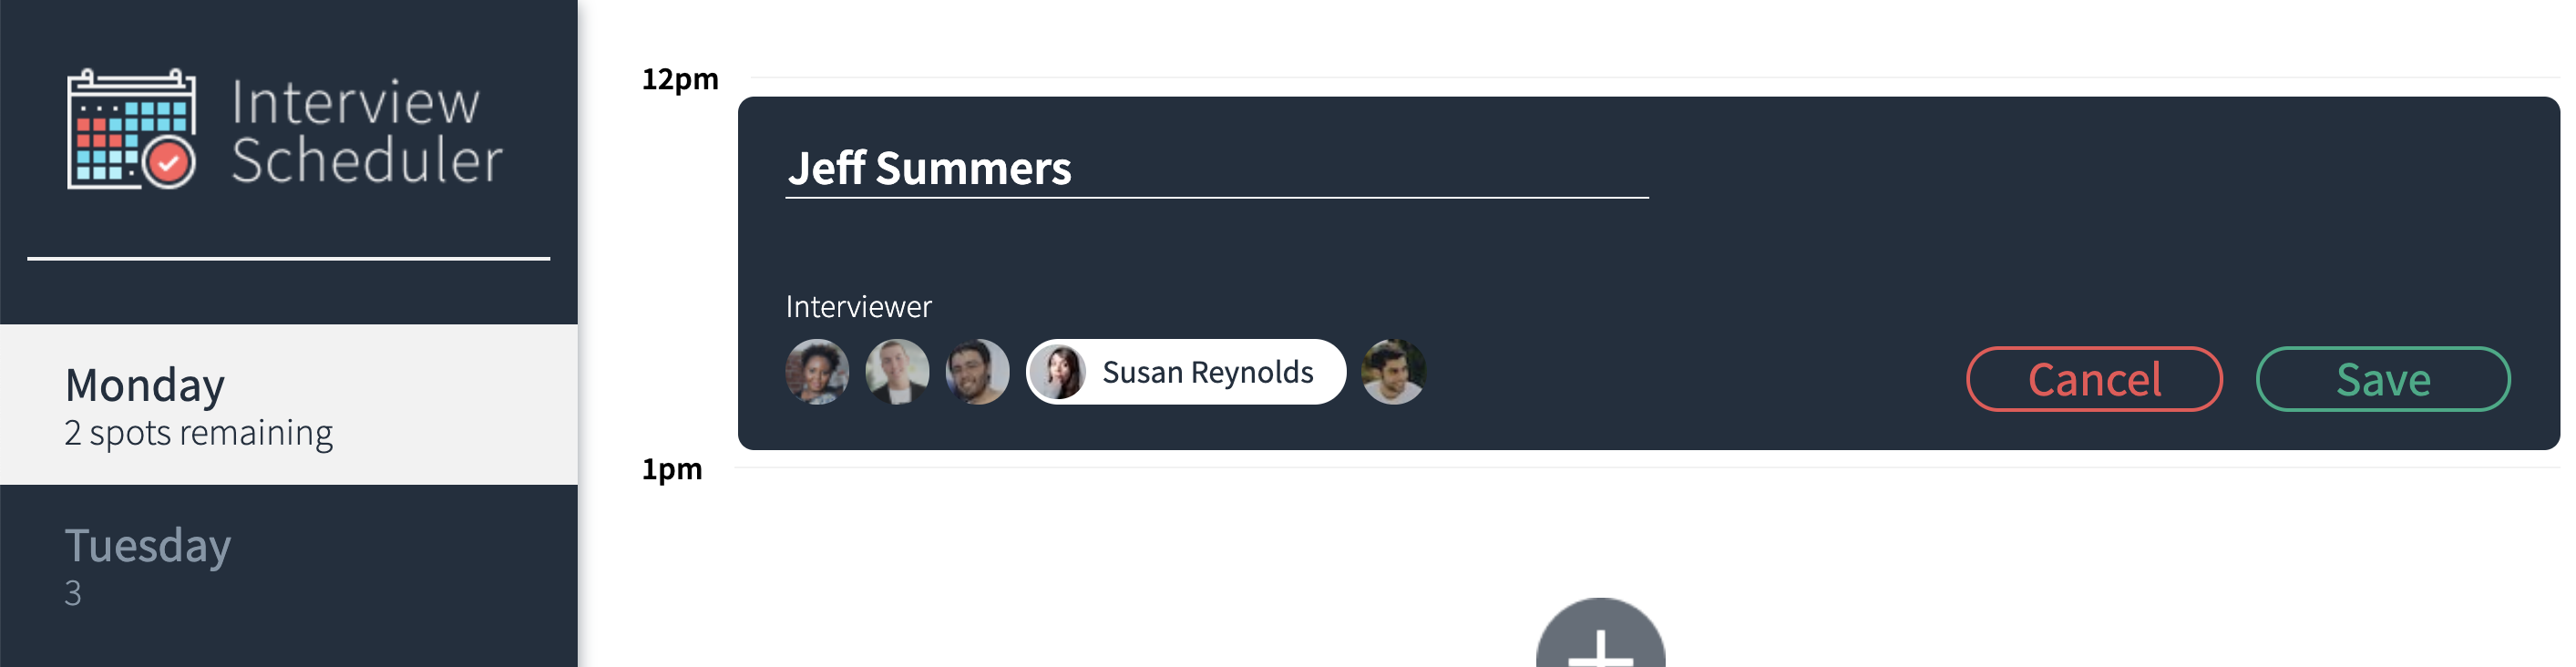 Interview
Scheduler
Monday
2 spots remaining
Tuesday
3
12pm
Jeff Summers
Interviewer
Susan Reynolds
Cancel
Save
1pm